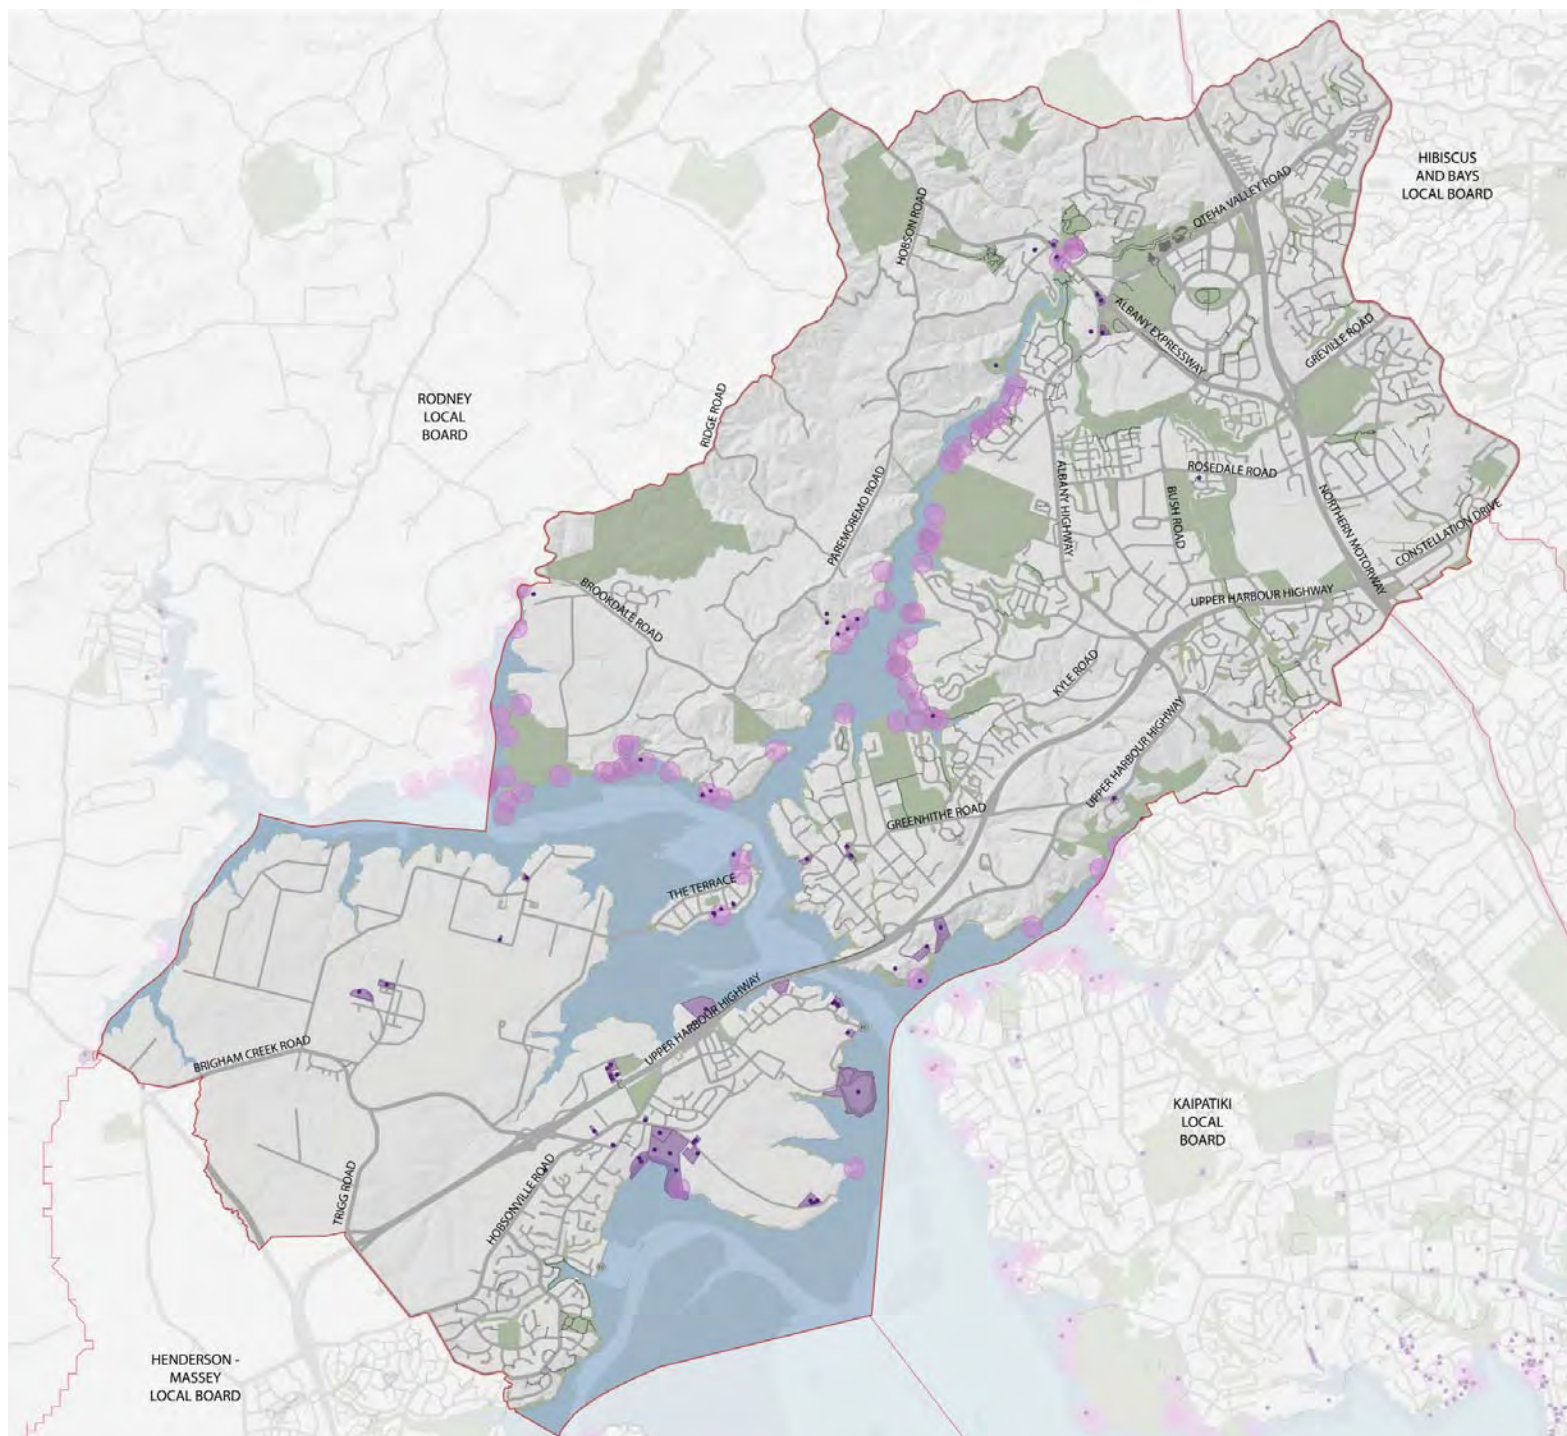 HIBISCUS
AND BAYS
LOCAL BOARD
HOBSON ROAD
OTEHA VALLEY ROAD
ALBANY EXPRESSWAY
GREVILLE ROAD
RODNEY
LOCAL
BOARD
RIDGE ROAD
PAREMOREMO ROAD
ALBANY HIGHWAY
ROSEDALE ROAD
BUSH ROAD
NORTHERN MOTORWAY
CONSTELLATION DRIVE
BROOKDALE ROAD
UPPER HARBOUR HIGHWAY
KYLE ROAD
UPPER HARBOUR HIGHWAY
GREENHITHE ROAD
THE TERRACE
UPPER HARBOUR HIGHWAY
BRIGHAM CREEK ROAD
KAIPATIKI
LOCAL
BOARD
TRIGG ROAD
HOBSONVILLE ROAD
HENDERSON -
MASSEY
LOCAL BOARD